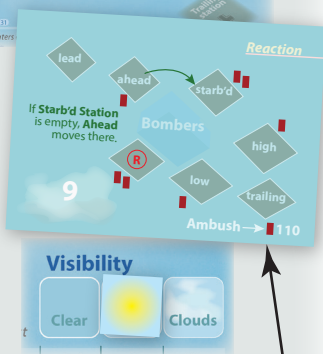 Trailing
station
31
Reaction
lead
ahead
starb'd
If Starb'd Station
is empty, Ahead
moves there.
Bombers
R
high
9
low
trailing
Ambush 110
Visibility
Clear
Clouds